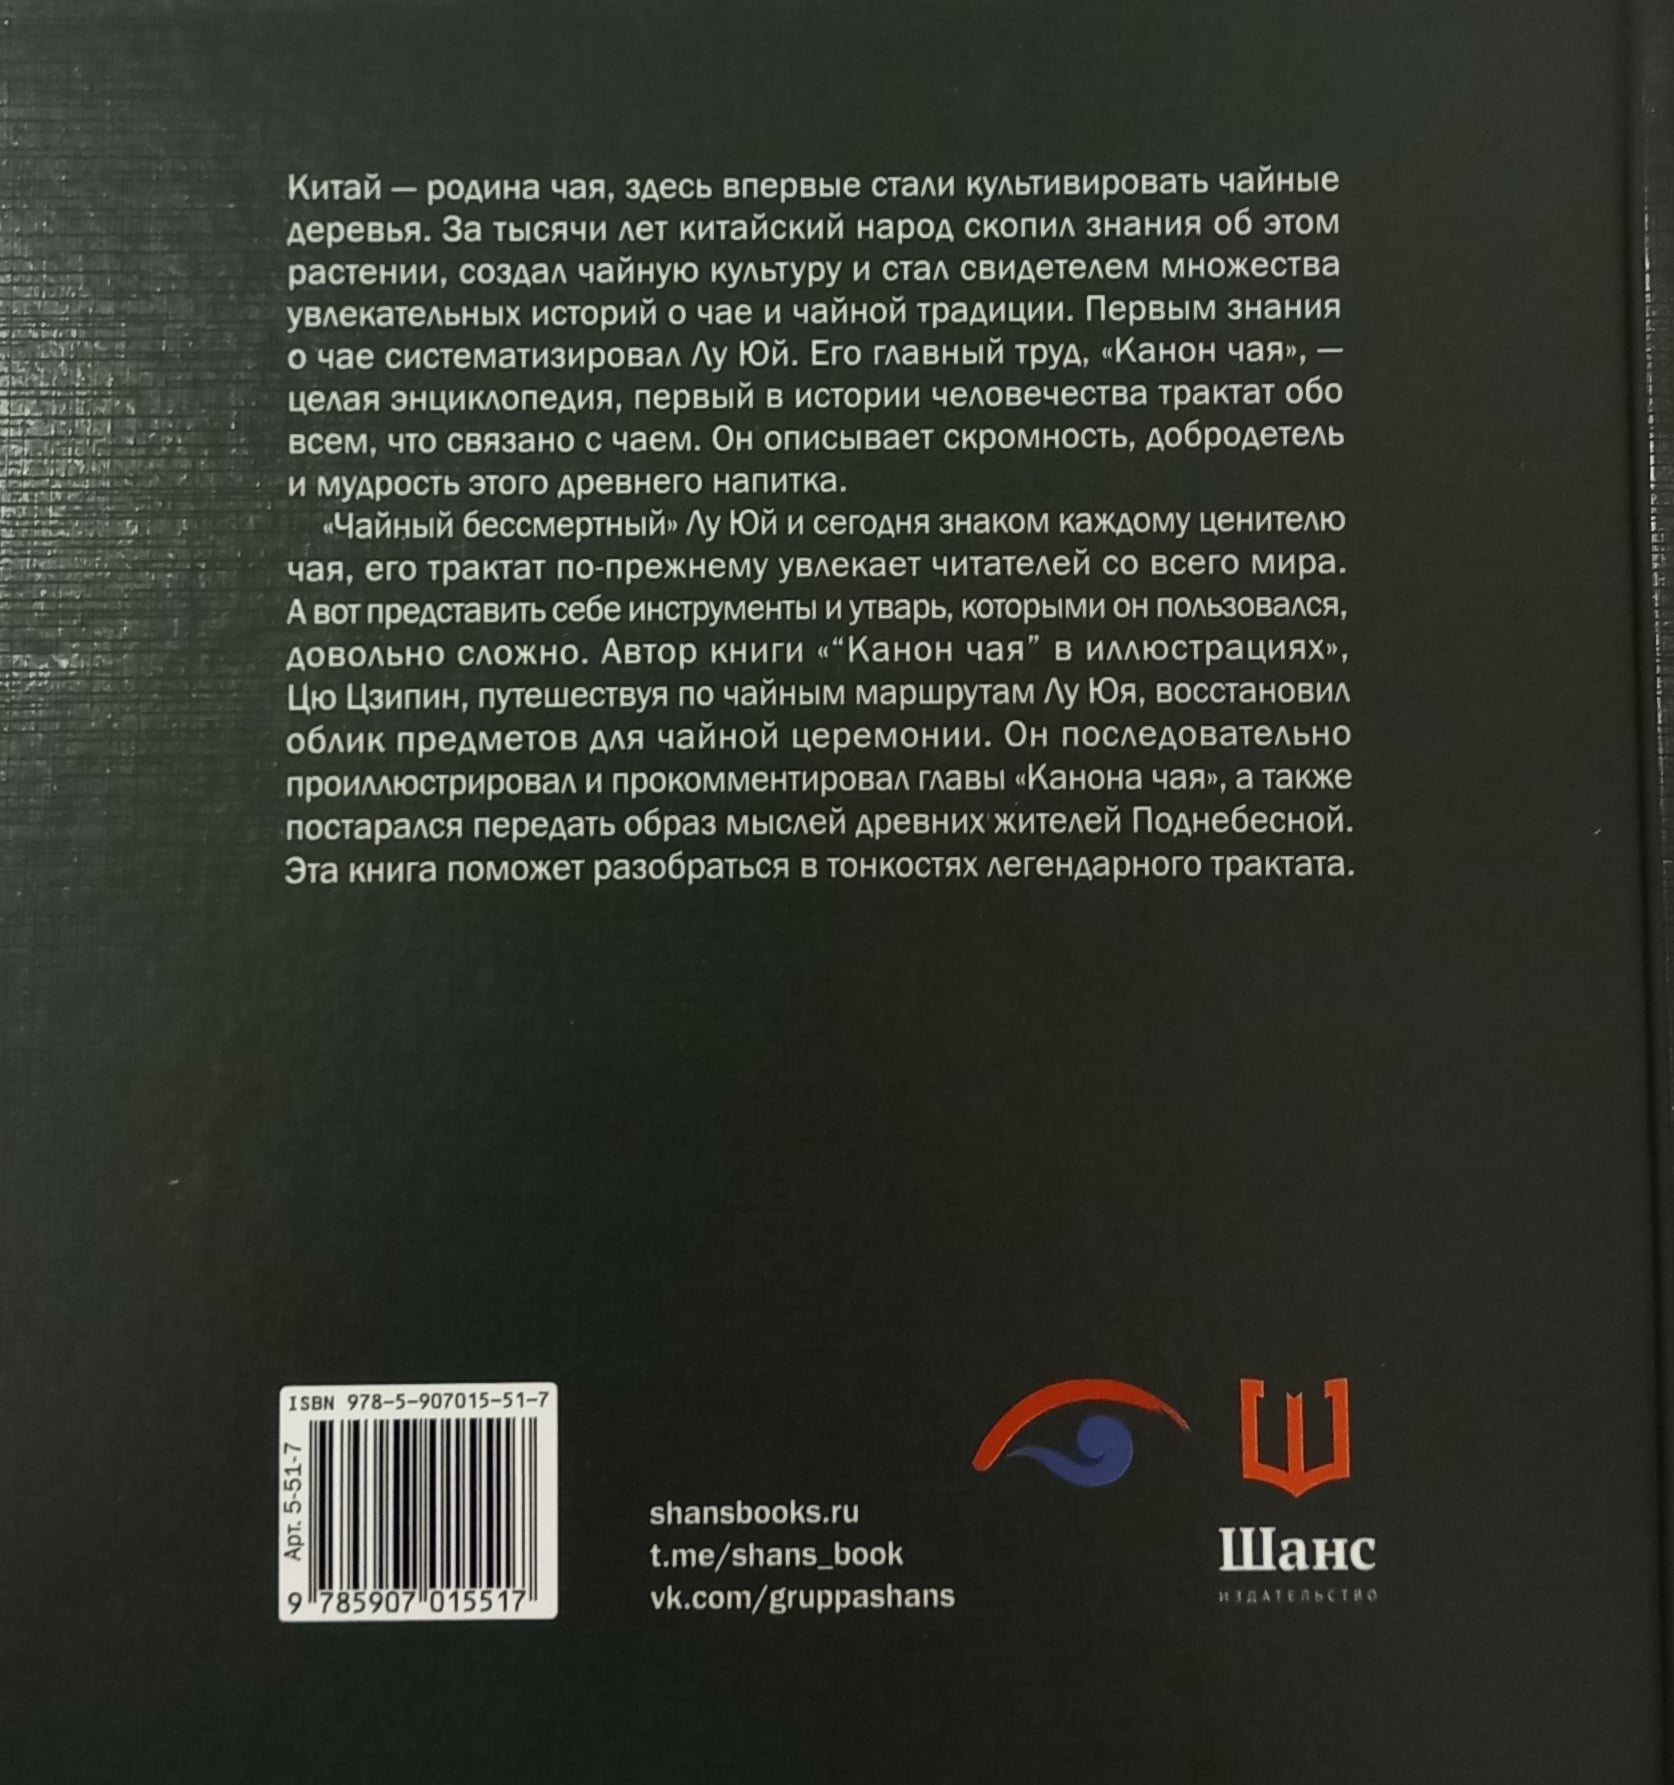 Китай — родина чая, здесь впервые стали культивировать чайные
деревья. За тысячи лет китайский народ скопил знания об этом
растении, создал чайную культуру и стал свидетелем множества
увлекательных историй о чае и чайной традиции. Первым знания
о чае систематизировал Лу Юй. Его главный труд, «Канон чая», —
целая энциклопедия, первый в истории человечества трактат обо
всем, что связано с чаем. Он описывает скромность, добродетель
и мудрость этого древнего напитка.
«Чайный бессмертный» Лу Юй и сегодня знаком каждому ценителю
чая, его трактат по-прежнему увлекает читателей со всего мира.
А вот представить себе инструменты и утварь, которыми он пользовался,
довольно сложно. Автор книги «“Канон чая” в иллюстрациях»,
Цю Цзипин, путешествуя по чайным маршрутам Лу Юя, восстановил
облик предметов для чайной церемонии. Он последовательно
проиллюстрировал и прокомментировал главы «Канона чая», а также
постарался передать образ мыслей древних жителей Поднебесной.
Эта книга поможет разобраться в тонкостях легендарного трактата.
ISBN 978-5-907015-51-7
Арт. 5-51-7
9 785907 015517
shansbooks.ru
t.me/shans_book
vk.com/gruppashans
Шанс
ИЗДАТЕЛЬСТВО